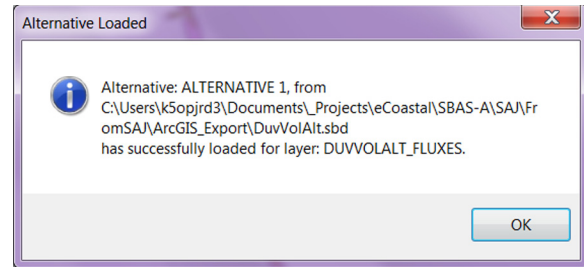 Alternative Loaded
Alternative: ALTERNATIVE 1, from
C:\Users\k5opjrd3\Documents\_Projects\eCoastal\SBAS-A\SAJ\Fr
omSAJ\ArcGIS_Export\DuvVolAlt.sbd
has successfully loaded for layer: DUVVOLALT_FLUXES.
OK